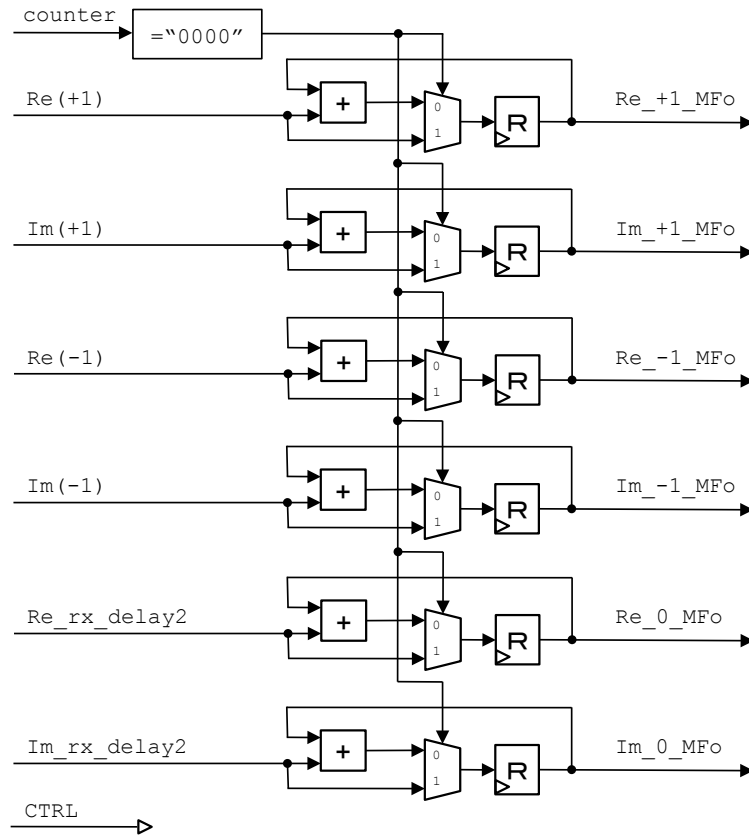 counter
="0000"
Re(+1)
+
0
1
R
Re_+1_MFo
Im(+1)
+
0
1
R
Im_+1_MFo
Re(-1)
+
0
1
R
Re_-1_MFo
Im(-1)
+
0
1
R
Im_-1_MFo
Re_rx_delay2
+
0
1
R
Re_0_MFo
Im_rx_delay2
+
0
1
R
Im_0_MFo
CTRL